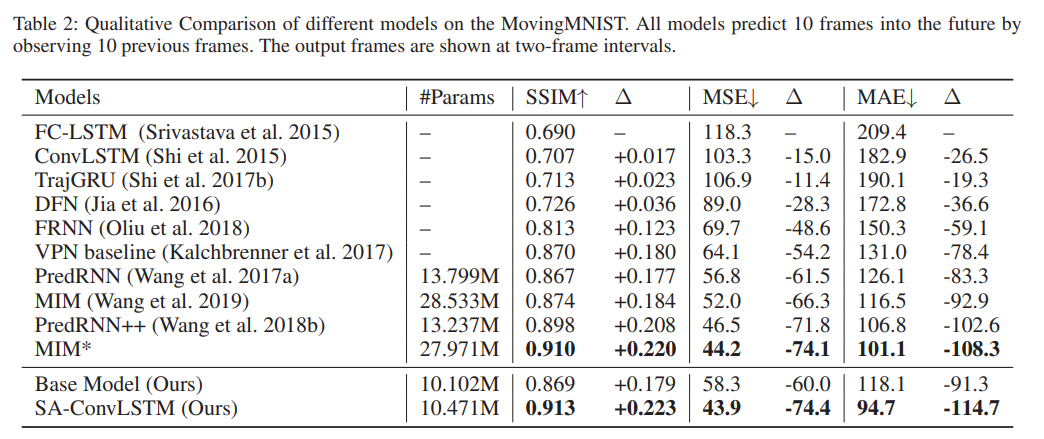 Table 2: Qualitative Comparison of different models on the MovingMNIST. All models predict 10 frames into the future by
observing 10 previous frames. The output frames are shown at two-frame intervals.
Models #Params SSIM↑ Δ MSE↓ Δ MAE↓ Δ
FC-LSTM (Srivastava et al. 2015) – 0.690 – 118.3 – 209.4 –
ConvLSTM (Shi et al. 2015) – 0.707 +0.017 103.3 -15.0 182.9 -26.5
TrajGRU (Shi et al. 2017b) – 0.713 +0.023 106.9 -11.4 190.1 -19.3
DFN (Jia et al. 2016) – 0.726 +0.036 89.0 -28.3 172.8 -36.6
FRNN (Oliu et al. 2018) – 0.813 +0.123 69.7 -48.6 150.3 -59.1
VPN baseline (Kalchbrenner et al. 2017) – 0.870 +0.180 64.1 -54.2 131.0 -78.4
PredRNN (Wang et al. 2017a) 13.799M 0.867 +0.177 56.8 -61.5 126.1 -83.3
MIM (Wang et al. 2019) 28.533M 0.874 +0.184 52.0 -66.3 116.5 -92.9
PredRNN++ (Wang et al. 2018b) 13.237M 0.898 +0.208 46.5 -71.8 106.8 -102.6
MIM* 27.971M 0.910 +0.220 44.2 -74.1 101.1 -108.3
Base Model (Ours) 10.102M 0.869 +0.179 58.3 -60.0 118.1 -91.3
SA-ConvLSTM (Ours) 10.471M 0.913 +0.223 43.9 -74.4 94.7 -114.7